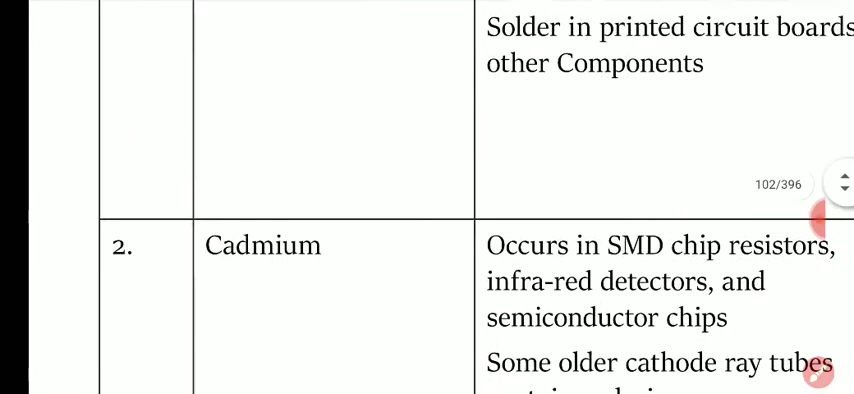 Solder in printed circuit boards
other Components
102/396
2. Cadmium Occurs in SMD chip resistors,
infra-red detectors, and
semiconductor chips
Some older cathode ray tubes